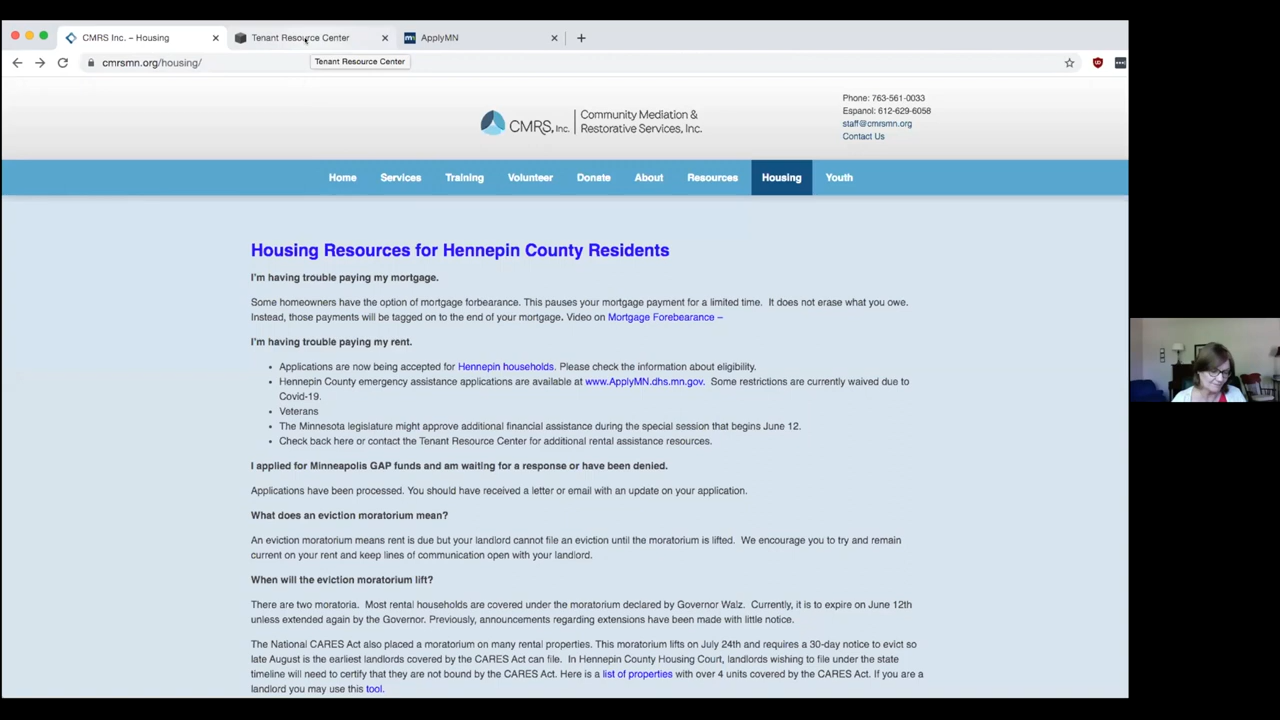 CMRS Inc. – Housing
Tenant Resource Center
ApplyMN
cmrsmn.org/housing/
Tenant Resource Center
CMRS, Inc.
Community Mediation &
Restorative Services, Inc.
Phone: 763-561-0033
Espanol: 612-629-6058
staff@cmrsmn.org
Contact Us
Home Services Training Volunteer Donate About Resources Housing Youth
Housing Resources for Hennepin County Residents
I'm having trouble paying my mortgage.
Some homeowners have the option of mortgage forbearance. This pauses your mortgage payment for a limited time. It does not erase what you owe.
Instead, those payments will be tagged on to the end of your mortgage. Video on Mortgage Forebearance –
I'm having trouble paying my rent.
• Applications are now being accepted for Hennepin households. Please check the information about eligibility.
• Hennepin County emergency assistance applications are available at www.ApplyMN.dhs.mn.gov. Some restrictions are currently waived due to
Covid-19.
• Veterans
• The Minnesota legislature might approve additional financial assistance during the special session that begins June 12.
• Check back here or contact the Tenant Resource Center for additional rental assistance resources.
I applied for Minneapolis GAP funds and am waiting for a response or have been denied.
Applications have been processed. You should have received a letter or email with an update on your application.
What does an eviction moratorium mean?
An eviction moratorium means rent is due but your landlord cannot file an eviction until the moratorium is lifted. We encourage you to try and remain
current on your rent and keep lines of communication open with your landlord.
When will the eviction moratorium lift?
There are two moratoria. Most rental households are covered under the moratorium declared by Governor Walz. Currently, it is to expire on June 12th
unless extended again by the Governor. Previously, announcements regarding extensions have been made with little notice.
The National CARES Act also placed a moratorium on many rental properties. This moratorium lifts on July 24th and requires a 30-day notice to evict so
late August is the earliest landlords covered by the CARES Act can file. In Hennepin County Housing Court, landlords wishing to file under the state
timeline will need to certify that they are not bound by the CARES Act. Here is a list of properties with over 4 units covered by the CARES Act. If you are a
landlord you may use this tool.